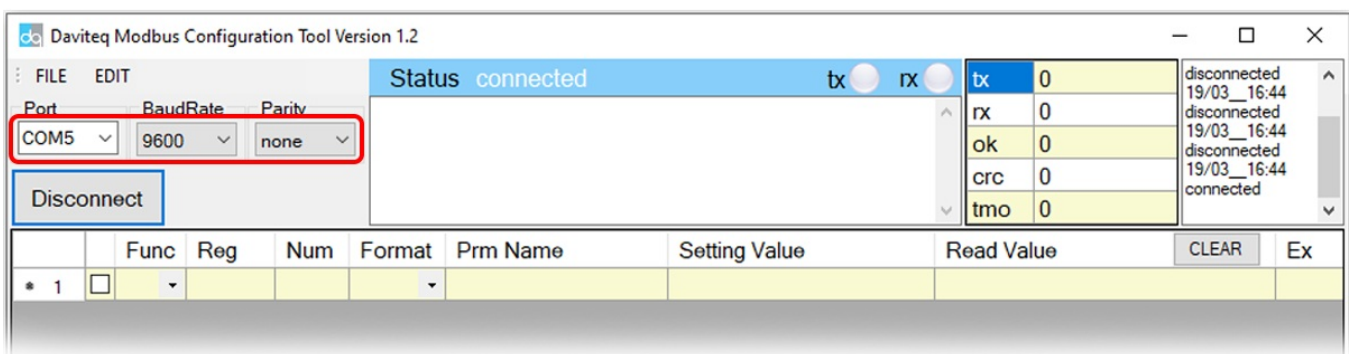 dq Daviteq Modbus Configuration Tool Version 1.2
FILE EDIT
Port BaudRate Parity
COM5 9600 none
Disconnect
Status connected tx rx
tx 0
rx 0
ok 0
crc 0
tmo 0
disconnected
19/03__16:44
disconnected
19/03__16:44
disconnected
19/03__16:44
connected
Func Reg Num Format Prm Name Setting Value Read Value CLEAR Ex
* 1